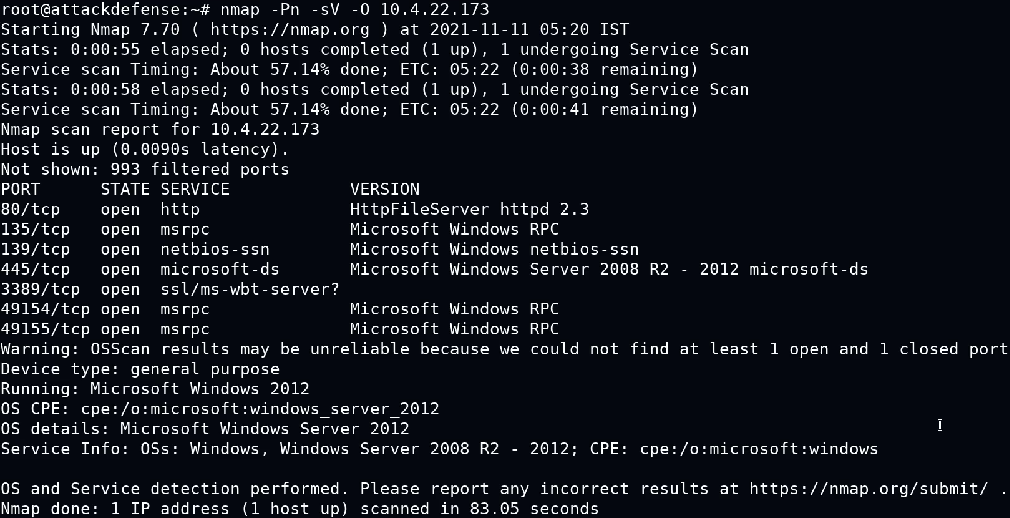 root@attackdefense:~# nmap -Pn -sV -O 10.4.22.173
Starting Nmap 7.70 ( https://nmap.org ) at 2021-11-11 05:20 IST
Stats: 0:00:55 elapsed; 0 hosts completed (1 up), 1 undergoing Service Scan
Service scan Timing: About 57.14% done; ETC: 05:22 (0:00:38 remaining)
Stats: 0:00:58 elapsed; 0 hosts completed (1 up), 1 undergoing Service Scan
Service scan Timing: About 57.14% done; ETC: 05:22 (0:00:41 remaining)
Nmap scan report for 10.4.22.173
Host is up (0.0090s latency).
Not shown: 993 filtered ports
PORT      STATE SERVICE            VERSION
80/tcp    open  http               HttpFileServer httpd 2.3
135/tcp   open  msrpc              Microsoft Windows RPC
139/tcp   open  netbios-ssn        Microsoft Windows netbios-ssn
445/tcp   open  microsoft-ds       Microsoft Windows Server 2008 R2 - 2012 microsoft-ds
3389/tcp  open  ssl/ms-wbt-server?
49154/tcp open  msrpc              Microsoft Windows RPC
49155/tcp open  msrpc              Microsoft Windows RPC
Warning: OSScan results may be unreliable because we could not find at least 1 open and 1 closed port
Device type: general purpose
Running: Microsoft Windows 2012
OS CPE: cpe:/o:microsoft:windows_server_2012
OS details: Microsoft Windows Server 2012
Service Info: OSs: Windows, Windows Server 2008 R2 - 2012; CPE: cpe:/o:microsoft:windows
OS and Service detection performed. Please report any incorrect results at https://nmap.org/submit/ .
Nmap done: 1 IP address (1 host up) scanned in 83.05 seconds